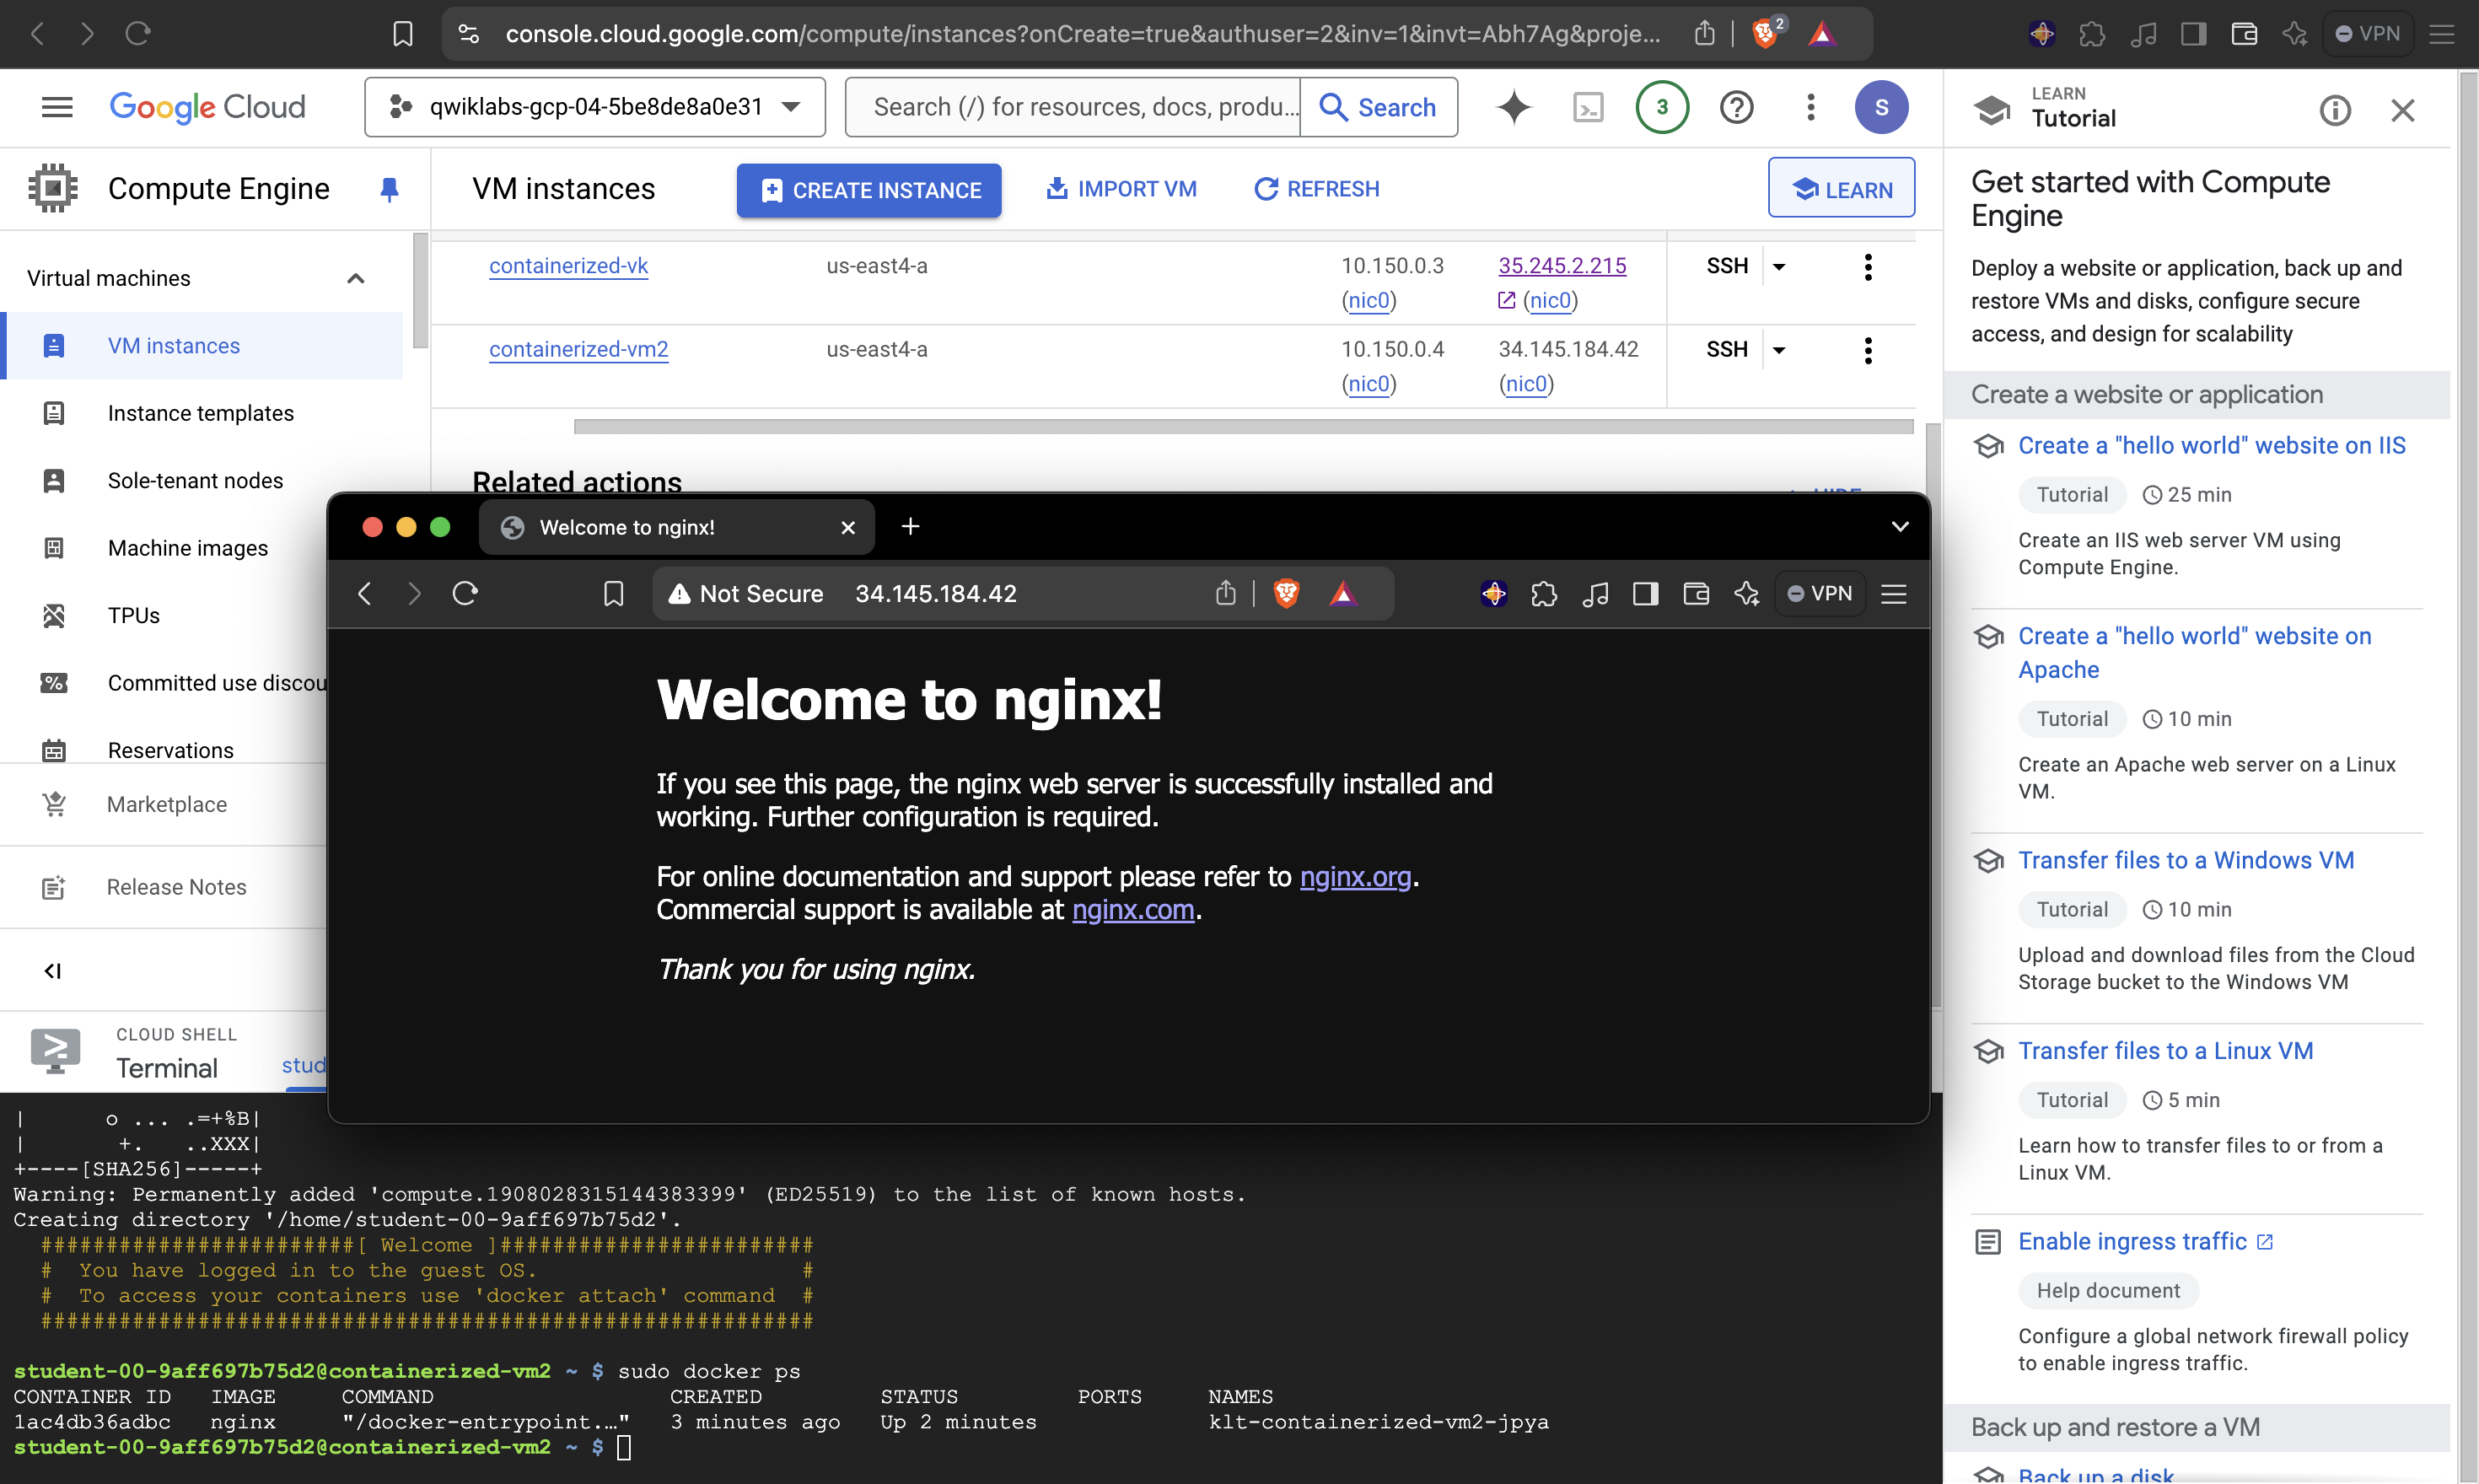 console.cloud.google.com/compute/instances?onCreate=true&authuser=2&inv=1&invt=Abh7Ag&proje...
2
VPN
Google Cloud
qwiklabs-gcp-04-5be8de8a0e31
Search (/) for resources, docs, produ...
Search
3
S
Compute Engine
VM instances
CREATE INSTANCE
IMPORT VM
REFRESH
LEARN
Virtual machines
VM instances
Instance templates
Sole-tenant nodes
Machine images
TPUs
Committed use discou
Reservations
Marketplace
Release Notes
containerized-vk us-east4-a 10.150.0.3 35.245.2.215 SSH
(nic0) (nic0)
containerized-vm2 us-east4-a 10.150.0.4 34.145.184.42 SSH
(nic0) (nic0)
Related actions
HIDE
Welcome to nginx!
Not Secure 34.145.184.42
VPN
Welcome to nginx!
If you see this page, the nginx web server is successfully installed and
working. Further configuration is required.
For online documentation and support please refer to nginx.org.
Commercial support is available at nginx.com.
Thank you for using nginx.
CLOUD SHELL
Terminal
stud
|      o ... .=+%B|
|       +.   ..XXX|
+----[SHA256]-----+
Warning: Permanently added 'compute.1908028315144383399' (ED25519) to the list of known hosts.
Creating directory '/home/student-00-9aff697b75d2'.
########################[ Welcome ]########################
#  You have logged in to the guest OS.                     #
#  To access your containers use 'docker attach' command  #
###########################################################
student-00-9aff697b75d2@containerized-vm2 ~ $ sudo docker ps
CONTAINER ID   IMAGE     COMMAND                  CREATED         STATUS         PORTS     NAMES
1ac4db36adbc   nginx     "/docker-entrypoint.…"   3 minutes ago   Up 2 minutes             klt-containerized-vm2-jpya
student-00-9aff697b75d2@containerized-vm2 ~ $
LEARN
Tutorial
Get started with Compute
Engine
Deploy a website or application, back up and
restore VMs and disks, configure secure
access, and design for scalability
Create a website or application
Create a "hello world" website on IIS
Tutorial 25 min
Create an IIS web server VM using
Compute Engine.
Create a "hello world" website on
Apache
Tutorial 10 min
Create an Apache web server on a Linux
VM.
Transfer files to a Windows VM
Tutorial 10 min
Upload and download files from the Cloud
Storage bucket to the Windows VM
Transfer files to a Linux VM
Tutorial 5 min
Learn how to transfer files to or from a
Linux VM.
Enable ingress traffic
Help document
Configure a global network firewall policy
to enable ingress traffic.
Back up and restore a VM
Back up a disk